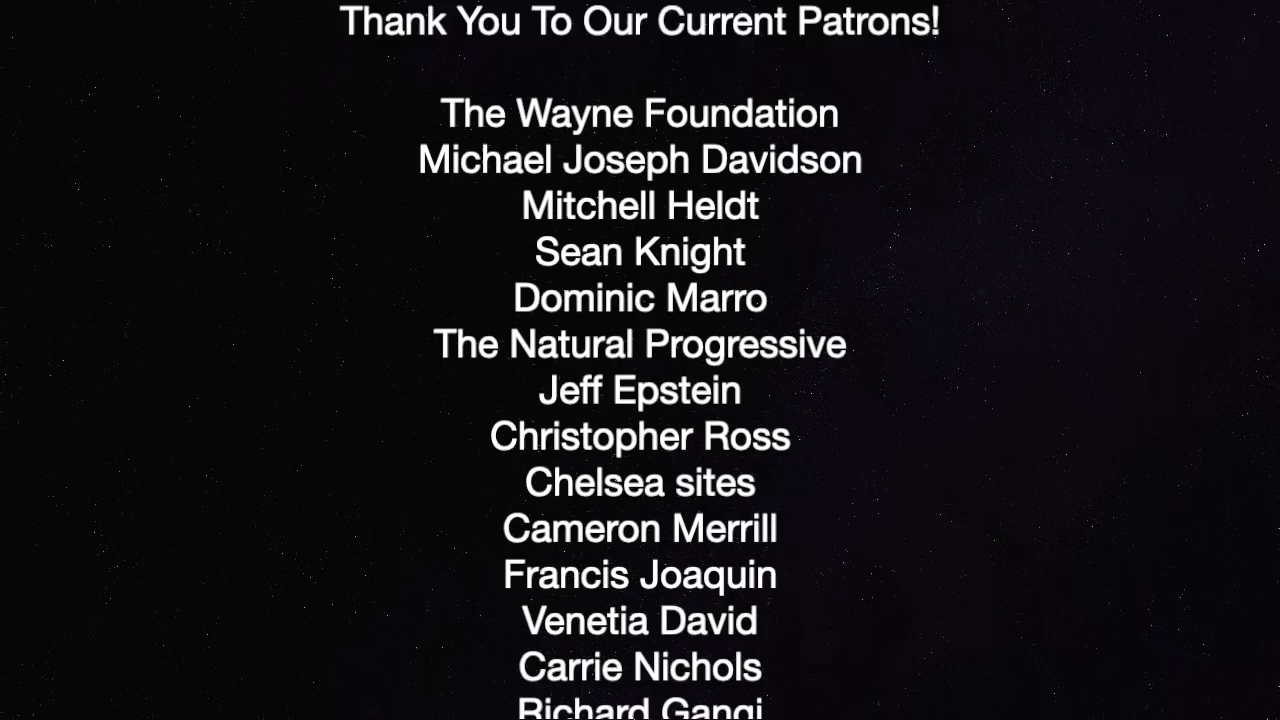 Thank You To Our Current Patrons!
The Wayne Foundation
Michael Joseph Davidson
Mitchell Heldt
Sean Knight
Dominic Marro
The Natural Progressive
Jeff Epstein
Christopher Ross
Chelsea sites
Cameron Merrill
Francis Joaquin
Venetia David
Carrie Nichols
Richard Gangi